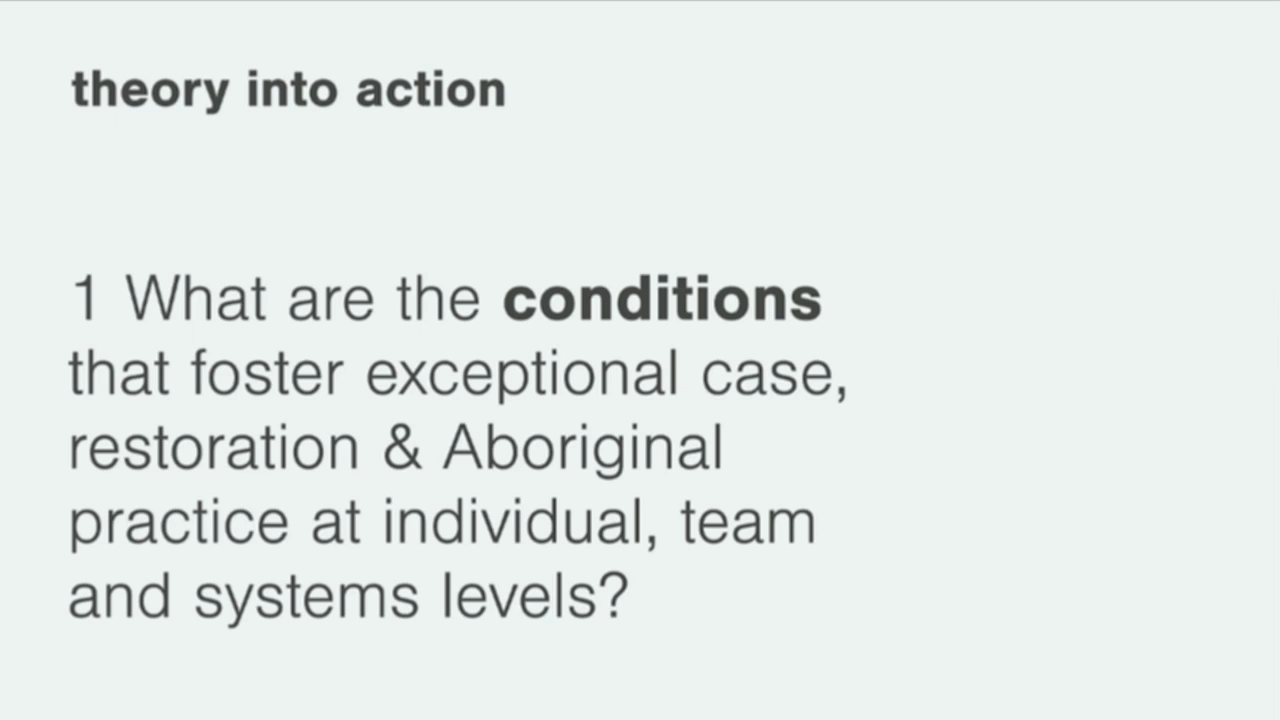 theory into action
1 What are the conditions
that foster exceptional case,
restoration & Aboriginal
practice at individual, team
and systems levels?